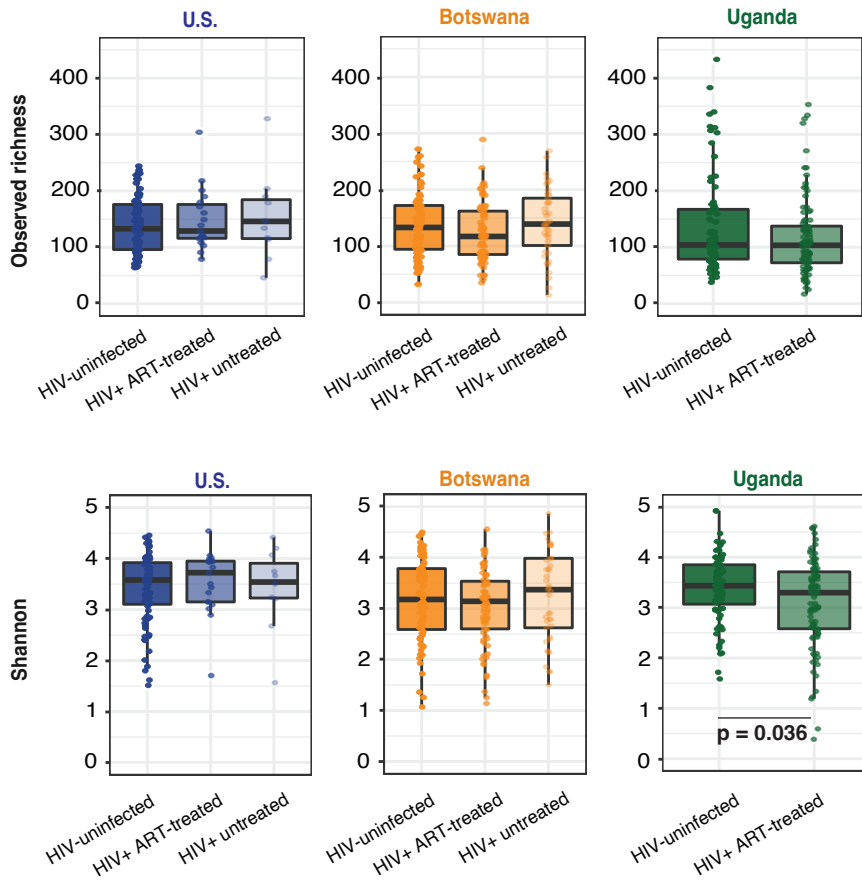 U.S.
Botswana
Uganda
Observed richness
400
300
200
100
0
400
300
200
100
0
400
300
200
100
0
HIV-uninfected
HIV+ ART-treated
HIV+ untreated
HIV-uninfected
HIV+ ART-treated
HIV+ untreated
HIV-uninfected
HIV+ ART-treated
U.S.
Botswana
Uganda
Shannon
5
4
3
2
1
0
5
4
3
2
1
0
5
4
3
2
1
0
p = 0.036
HIV-uninfected
HIV+ ART-treated
HIV+ untreated
HIV-uninfected
HIV+ ART-treated
HIV+ untreated
HIV-uninfected
HIV+ ART-treated